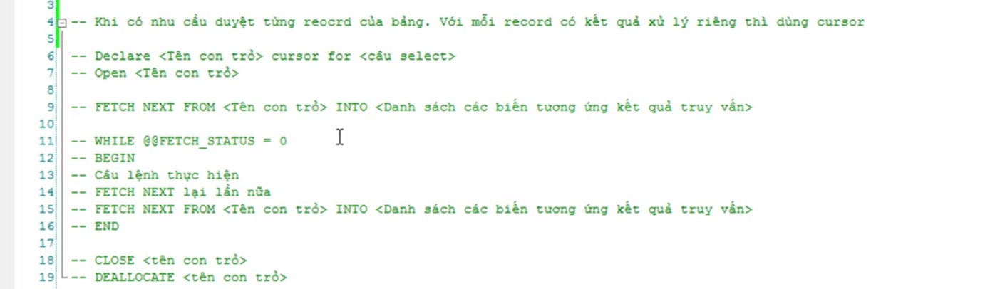 3
4 -- Khi có nhu cầu duyệt từng reocrd của bảng. Với mỗi record có kết quả xử lý riêng thì dùng cursor
5
6 -- Declare <Tên con trỏ> cursor for <câu select>
7 -- Open <Tên con trỏ>
8
9 -- FETCH NEXT FROM <Tên con trỏ> INTO <Danh sách các biến tương ứng kết quả truy vấn>
10
11 -- WHILE @@FETCH_STATUS = 0
12 -- BEGIN
13 -- Câu lệnh thực hiện
14 -- FETCH NEXT lại lần nữa
15 -- FETCH NEXT FROM <Tên con trỏ> INTO <Danh sách các biến tương ứng kết quả truy vấn>
16 -- END
17
18 -- CLOSE <tên con trỏ>
19 -- DEALLOCATE <tên con trỏ>